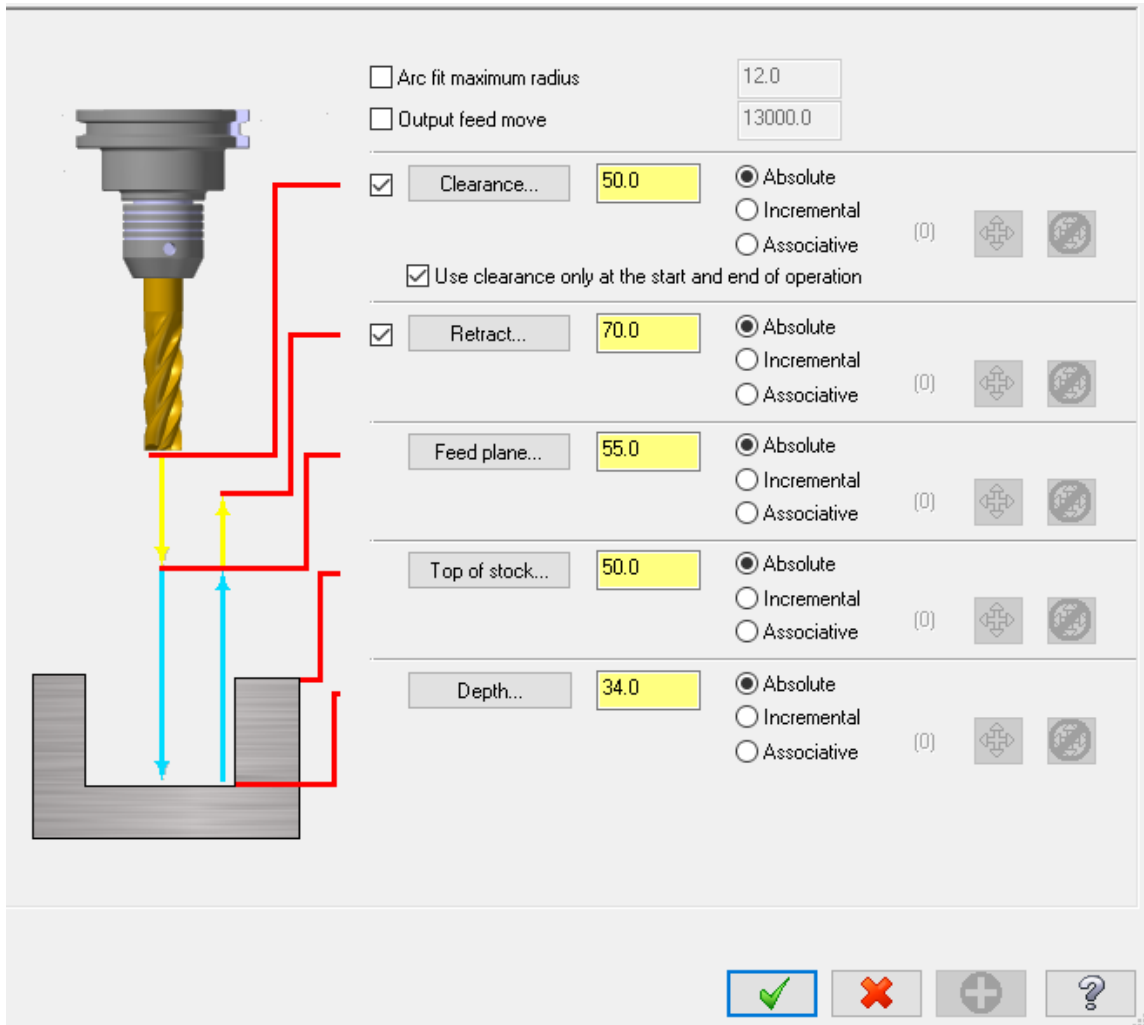 Arc fit maximum radius 12.0
Output feed move 13000.0
Clearance... 50.0 Absolute
Incremental
Associative (0)
Use clearance only at the start and end of operation
Retract... 70.0 Absolute
Incremental
Associative (0)
Feed plane... 55.0 Absolute
Incremental
Associative (0)
Top of stock... 50.0 Absolute
Incremental
Associative (0)
Depth... 34.0 Absolute
Incremental
Associative (0)
?